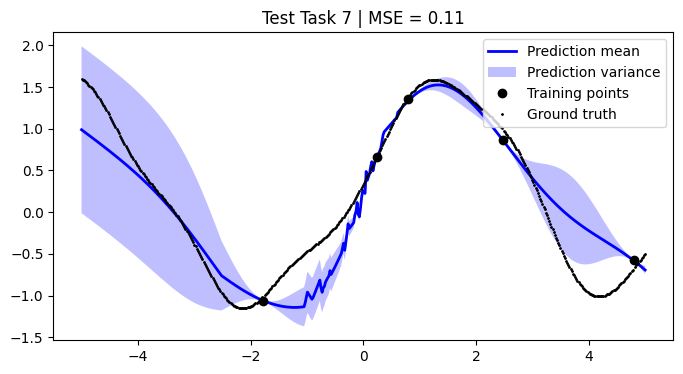 Test Task 7 | MSE = 0.11
Prediction mean
Prediction variance
Training points
Ground truth
2.0
1.5
1.0
0.5
0.0
−0.5
−1.0
−1.5
−4
−2
0
2
4